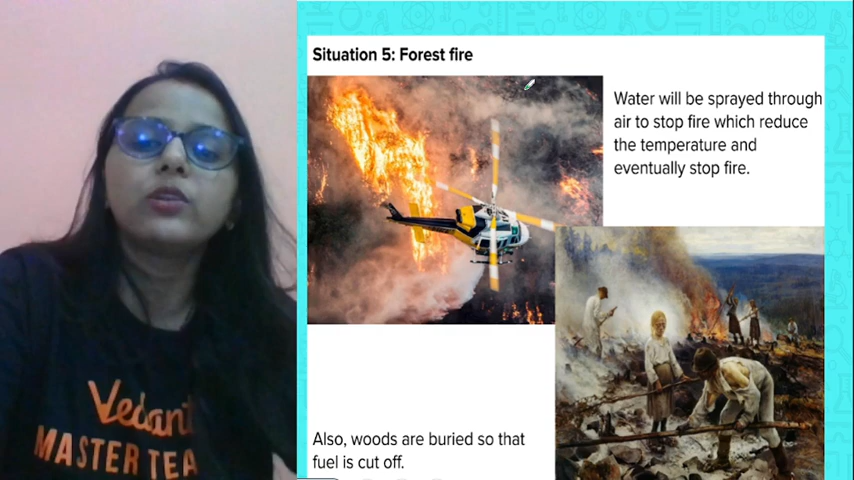 Situation 5: Forest fire
Water will be sprayed through
air to stop fire which reduce
the temperature and
eventually stop fire.
Also, woods are buried so that
fuel is cut off.
Vedant
MASTER TEA